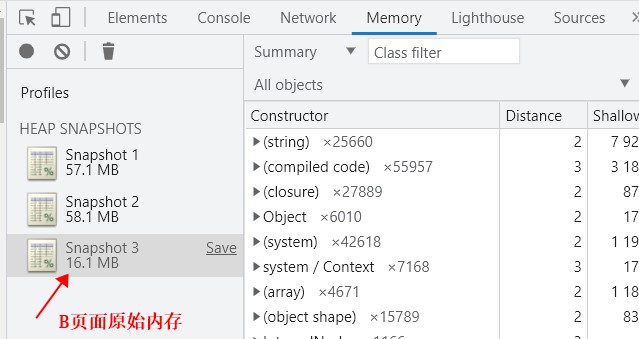 Elements Console Network Memory Lighthouse Sources
Summary Class filter
Profiles
All objects
HEAP SNAPSHOTS
Snapshot 1
57.1 MB
Snapshot 2
58.1 MB
Snapshot 3 Save
16.1 MB
B页面原始内存
Constructor Distance Shallow
(string) ×25660 2 7 92
(compiled code) ×55957 3 3 18
(closure) ×27889 2 87
Object ×6010 2 17
(system) ×42618 2 1 19
system / Context ×7168 3 17
(array) ×4671 2 1 18
(object shape) ×15789 2 83